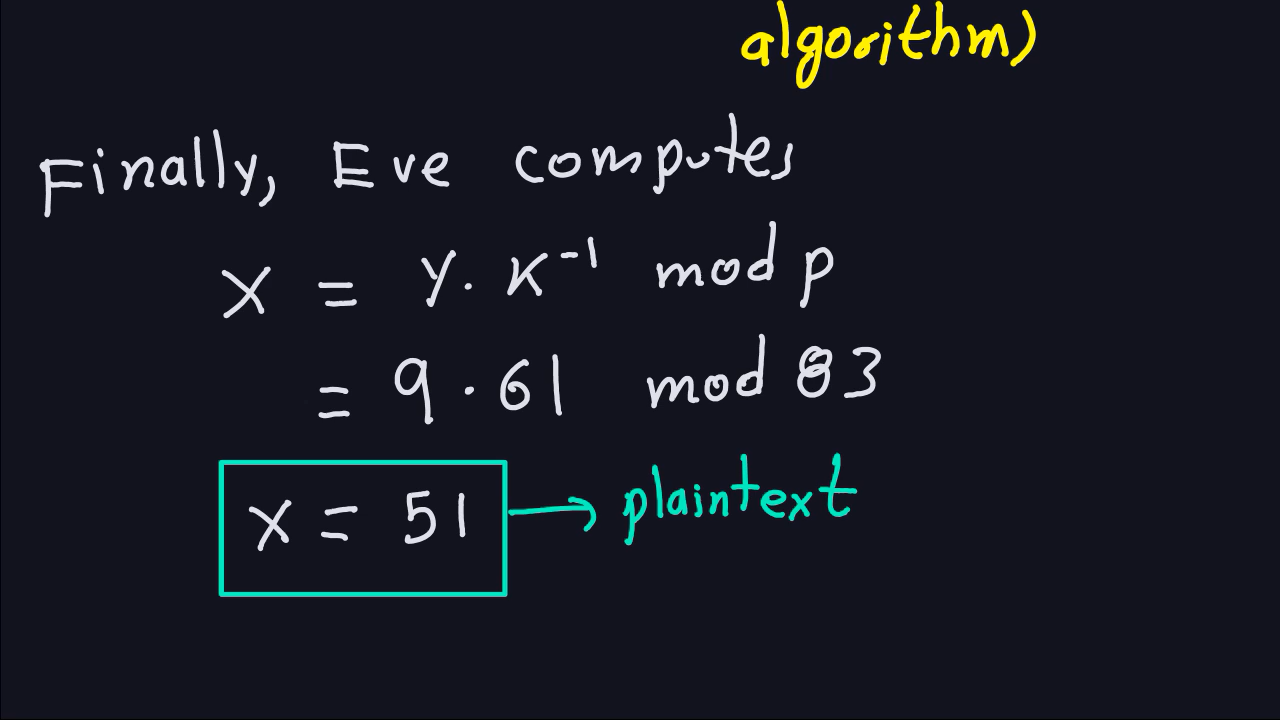 algorithm)
Finally, Eve computes
x = y · K⁻¹ mod p
= 9 · 61 mod 83
x = 51 → plaintext